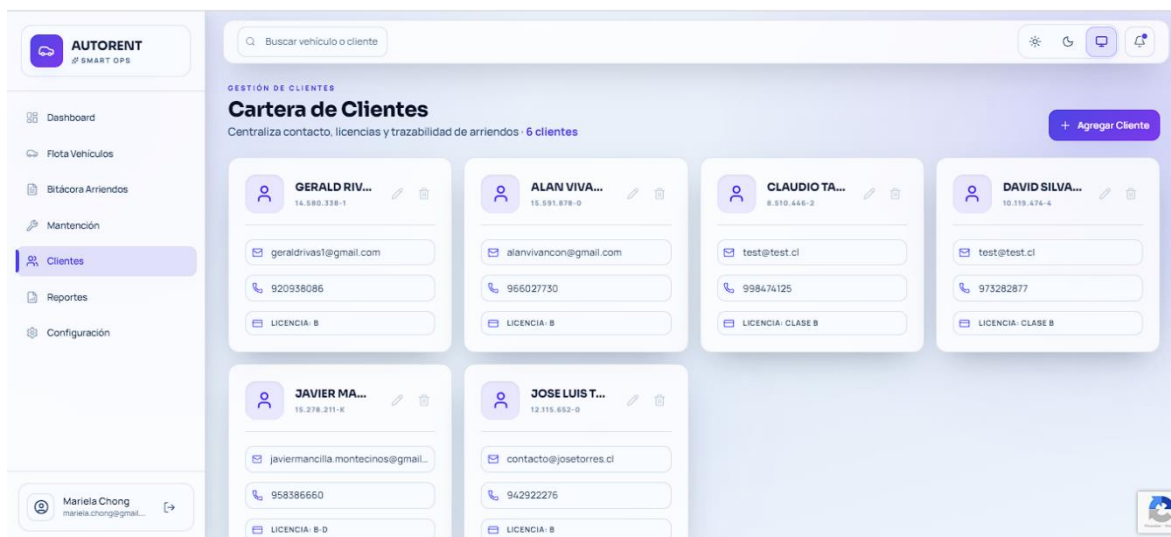 AUTORENT
SMART OPS
Dashboard
Flota Vehículos
Bitácora Arriendos
Mantención
Clientes
Reportes
Configuración
Mariela Chong
mariela.chong@gmail....
Buscar vehículo o cliente
GESTIÓN DE CLIENTES
Cartera de Clientes
Centraliza contacto, licencias y trazabilidad de arriendos · 6 clientes
+ Agregar Cliente
GERALD RIV...
14.580.338-1
geraldrivas1@gmail.com
920938086
LICENCIA: B
ALAN VIVA...
15.591.878-0
alanvivancon@gmail.com
966027730
LICENCIA: B
CLAUDIO TA...
8.510.446-2
test@test.cl
998474125
LICENCIA: CLASE B
DAVID SILVA...
10.119.474-4
test@test.cl
973282877
LICENCIA: CLASE B
JAVIER MA...
15.278.211-K
javiermancilla.montecinos@gmail...
958386660
LICENCIA: B-D
JOSE LUIS T...
12.115.652-0
contacto@josetorres.cl
942922276
LICENCIA: B